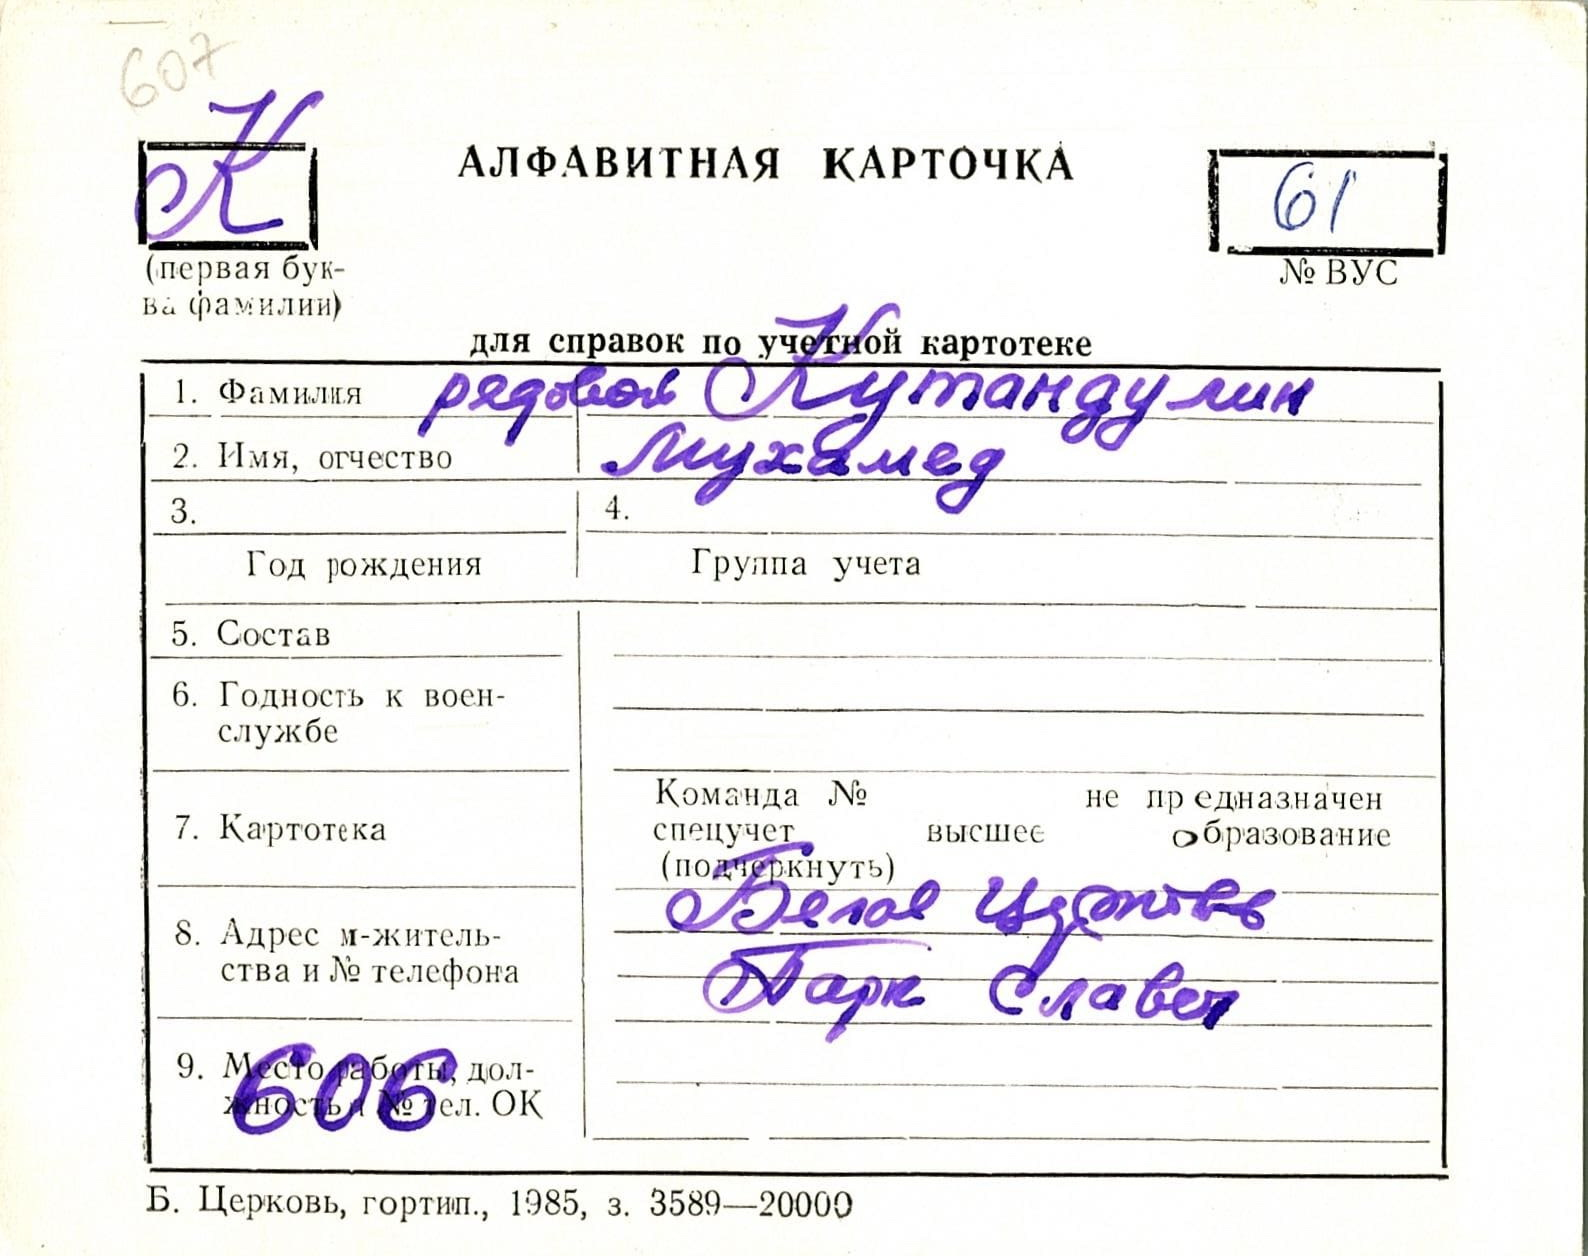 607
К
АЛФАВИТНАЯ КАРТОЧКА
61
(первая бук-
ва фамилии)
№ ВУС
для справок по учетной картотеке
1. Фамилия рядовой Кутандулин
2. Имя, отчество Мухамед
3. 4.
Год рождения Группа учета
5. Состав
6. Годность к воен-
службе
7. Картотека
Команда № не предназначен
спецучет высшее образование
(подчеркнуть)
8. Адрес м-житель-
ства и № телефона
Белая Церковь
Парк Славы
9. Место работы, дол-
жность и № тел. ОК
606
Б. Церковь, гортип., 1985, з. 3589—20000